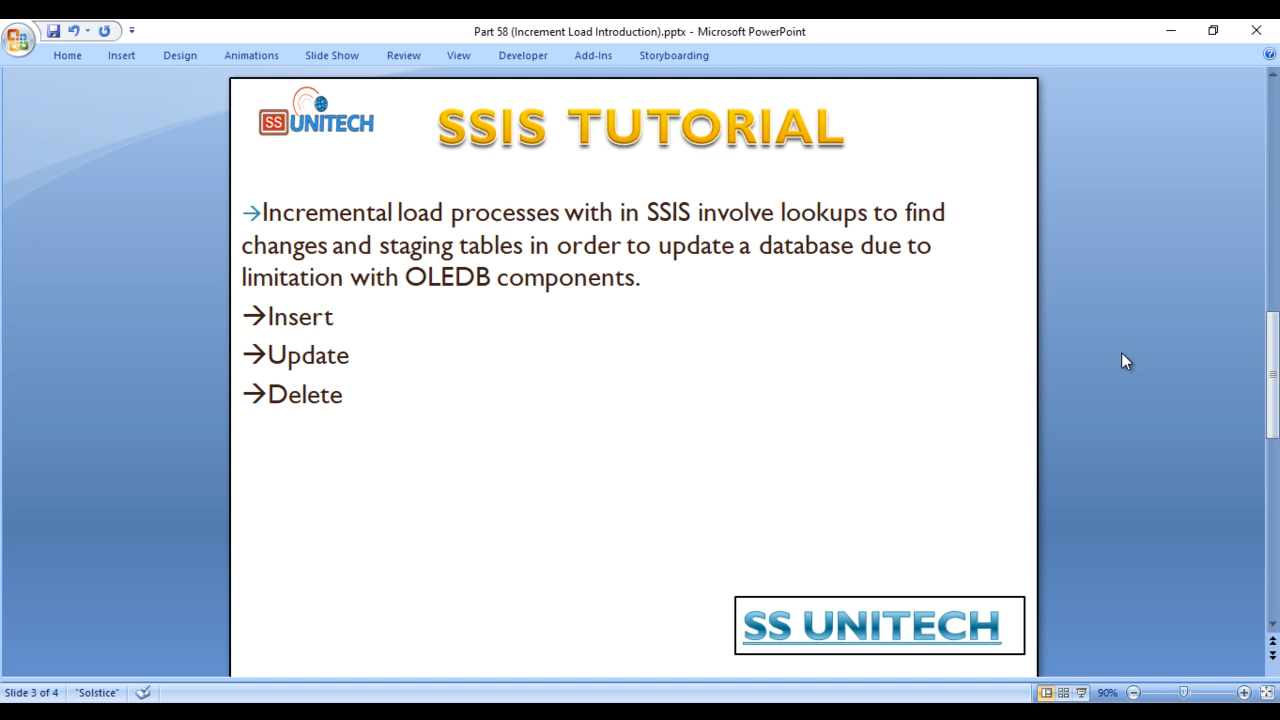 Part 58 (Increment Load Introduction).pptx - Microsoft PowerPoint
Home Insert Design Animations Slide Show Review View Developer Add-Ins Storyboarding
SS UNITECH
SSIS TUTORIAL
→Incremental load processes with in SSIS involve lookups to find
changes and staging tables in order to update a database due to
limitation with OLEDB components.
→Insert
→Update
→Delete
SS UNITECH
Slide 3 of 4 "Solstice" 90%